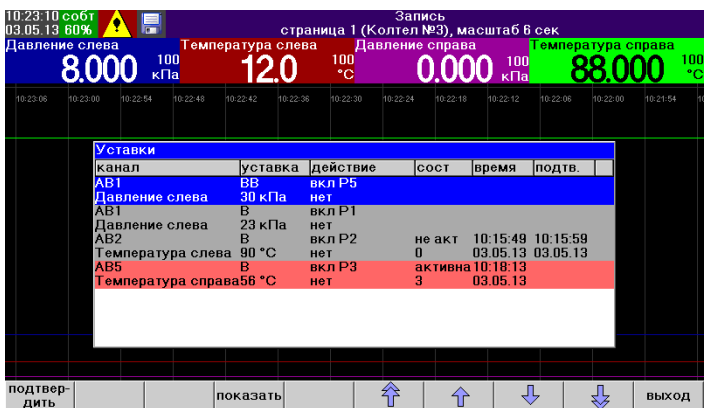 10:23:10 собт Запись
03.05.13 60% страница 1 (Колтел №3), масштаб 6 сек
Давление слева Температура слева Давление справа Температура справа
8.000 100 кПа 12.0 100 °C 0.000 100 кПа 88.000 100 °C
10:23:06 10:23:00 10:22:54 10:22:48 10:22:42 10:22:36 10:22:30 10:22:24 10:22:18 10:22:12 10:22:06 10:22:00 10:21:54 10
Уставки
канал уставка действие сост время подтв.
АВ1 ВВ вкл Р5
Давление слева 30 кПа нет
АВ1 В вкл Р1
Давление слева 23 кПа нет
АВ2 В вкл Р2 не акт 10:15:49 10:15:59
Температура слева 90 °C нет 0 03.05.13 03.05.13
АВ5 В вкл Р3 активна 10:18:13
Температура справа 56 °C нет 3 03.05.13
подтвер-
дить показать выход